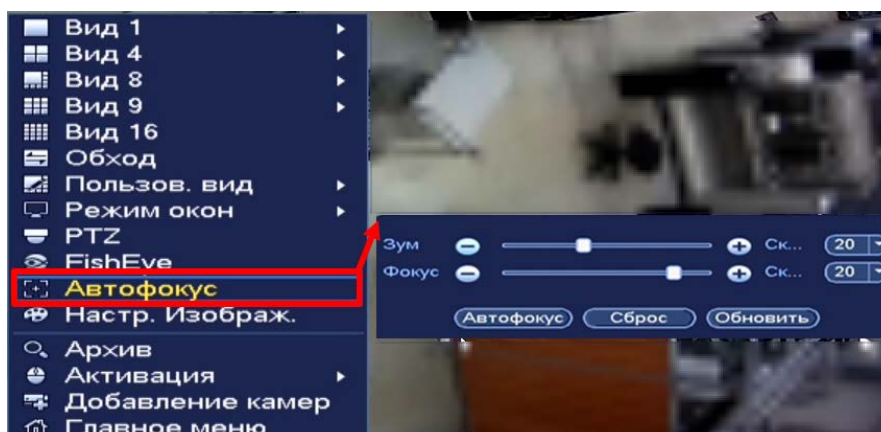 Вид 1
Вид 4
Вид 8
Вид 9
Вид 16
Обход
Пользов. вид
Режим окон
PTZ
FishEye
Автофокус
Настр. Изображ.
Архив
Активация
Добавление камер
Главное меню
Зум Ск... 20
Фокус Ск... 20
Автофокус Сброс Обновить